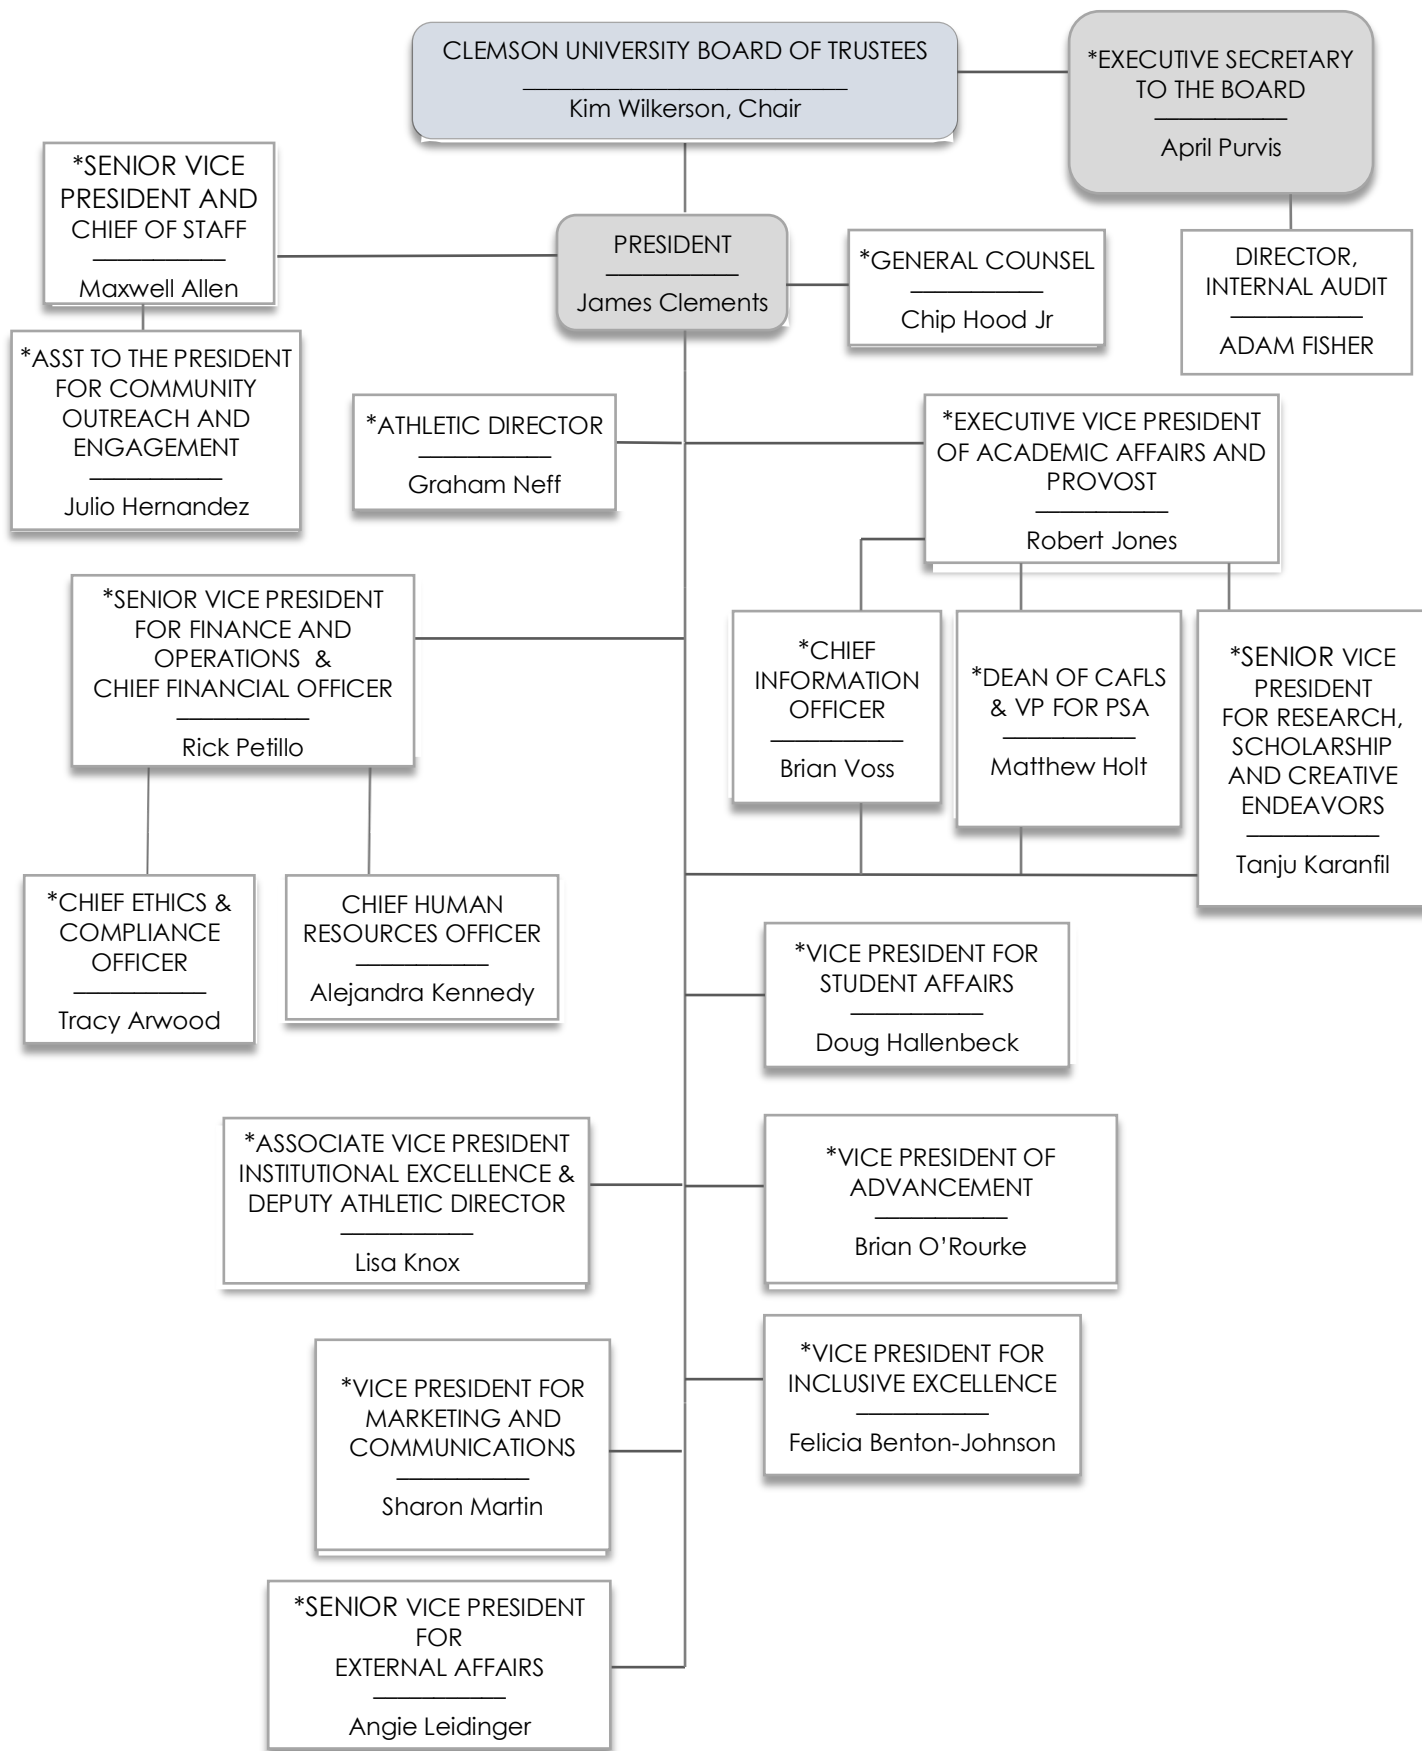 CLEMSON UNIVERSITY BOARD OF TRUSTEES
Kim Wilkerson, Chair
*EXECUTIVE SECRETARY
TO THE BOARD
April Purvis
*SENIOR VICE
PRESIDENT AND
CHIEF OF STAFF
Maxwell Allen
PRESIDENT
James Clements
*GENERAL COUNSEL
Chip Hood Jr
DIRECTOR,
INTERNAL AUDIT
ADAM FISHER
*ASST TO THE PRESIDENT
FOR COMMUNITY
OUTREACH AND
ENGAGEMENT
Julio Hernandez
*ATHLETIC DIRECTOR
Graham Neff
*EXECUTIVE VICE PRESIDENT
OF ACADEMIC AFFAIRS AND
PROVOST
Robert Jones
*SENIOR VICE PRESIDENT
FOR FINANCE AND
OPERATIONS &
CHIEF FINANCIAL OFFICER
Rick Petillo
*CHIEF
INFORMATION
OFFICER
Brian Voss
*DEAN OF CAFLS
& VP FOR PSA
Matthew Holt
*SENIOR VICE
PRESIDENT
FOR RESEARCH,
SCHOLARSHIP
AND CREATIVE
ENDEAVORS
Tanju Karanfil
*CHIEF ETHICS &
COMPLIANCE
OFFICER
Tracy Arwood
CHIEF HUMAN
RESOURCES OFFICER
Alejandra Kennedy
*VICE PRESIDENT FOR
STUDENT AFFAIRS
Doug Hallenbeck
*ASSOCIATE VICE PRESIDENT
INSTITUTIONAL EXCELLENCE &
DEPUTY ATHLETIC DIRECTOR
Lisa Knox
*VICE PRESIDENT OF
ADVANCEMENT
Brian O’Rourke
*VICE PRESIDENT FOR
MARKETING AND
COMMUNICATIONS
Sharon Martin
*VICE PRESIDENT FOR
INCLUSIVE EXCELLENCE
Felicia Benton-Johnson
*SENIOR VICE PRESIDENT
FOR
EXTERNAL AFFAIRS
Angie Leidinger